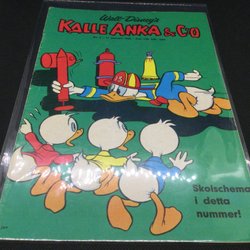 Walt Disney's
KALLE ANKA & C:O
Skolschema
i detta
nummer!